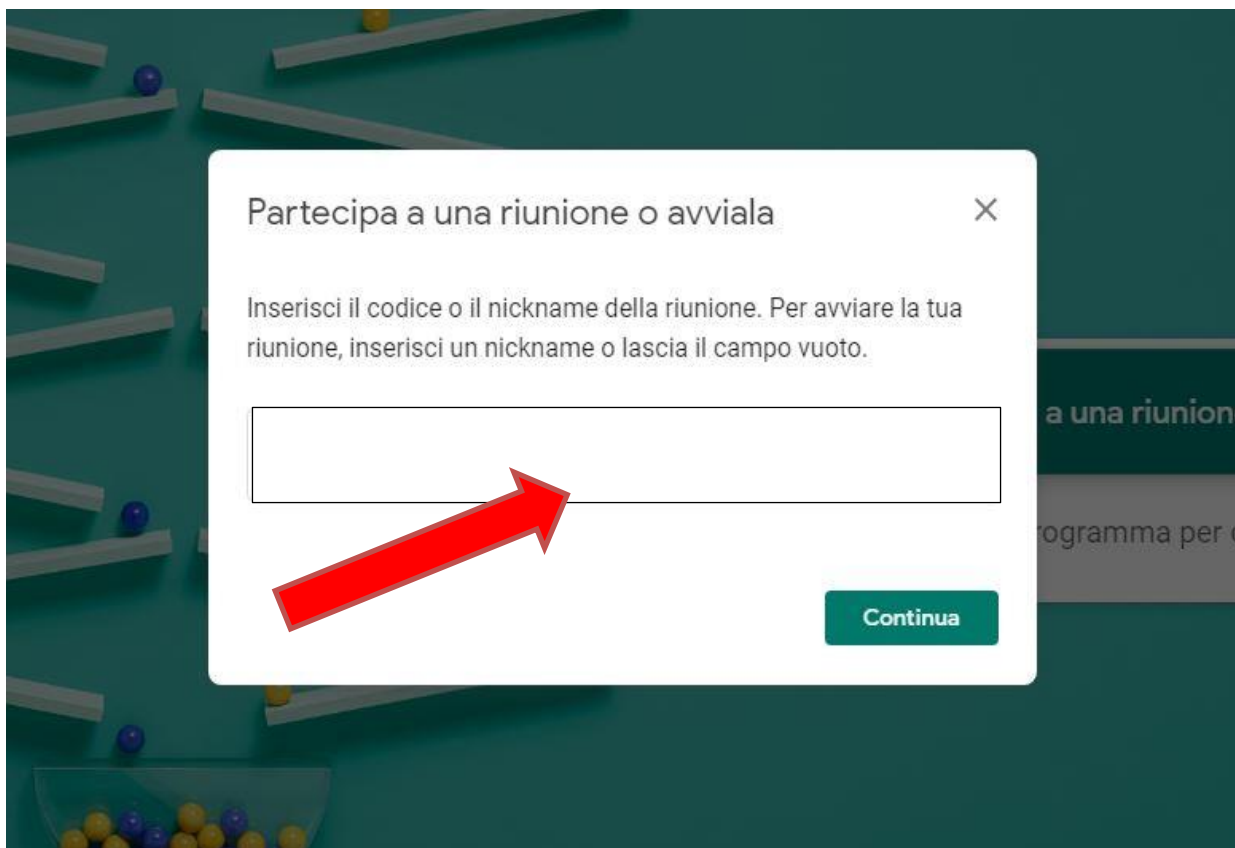 Partecipa a una riunione o avviala
Inserisci il codice o il nickname della riunione. Per avviare la tua
riunione, inserisci un nickname o lascia il campo vuoto.
a una riunion
ogramma per
Continua